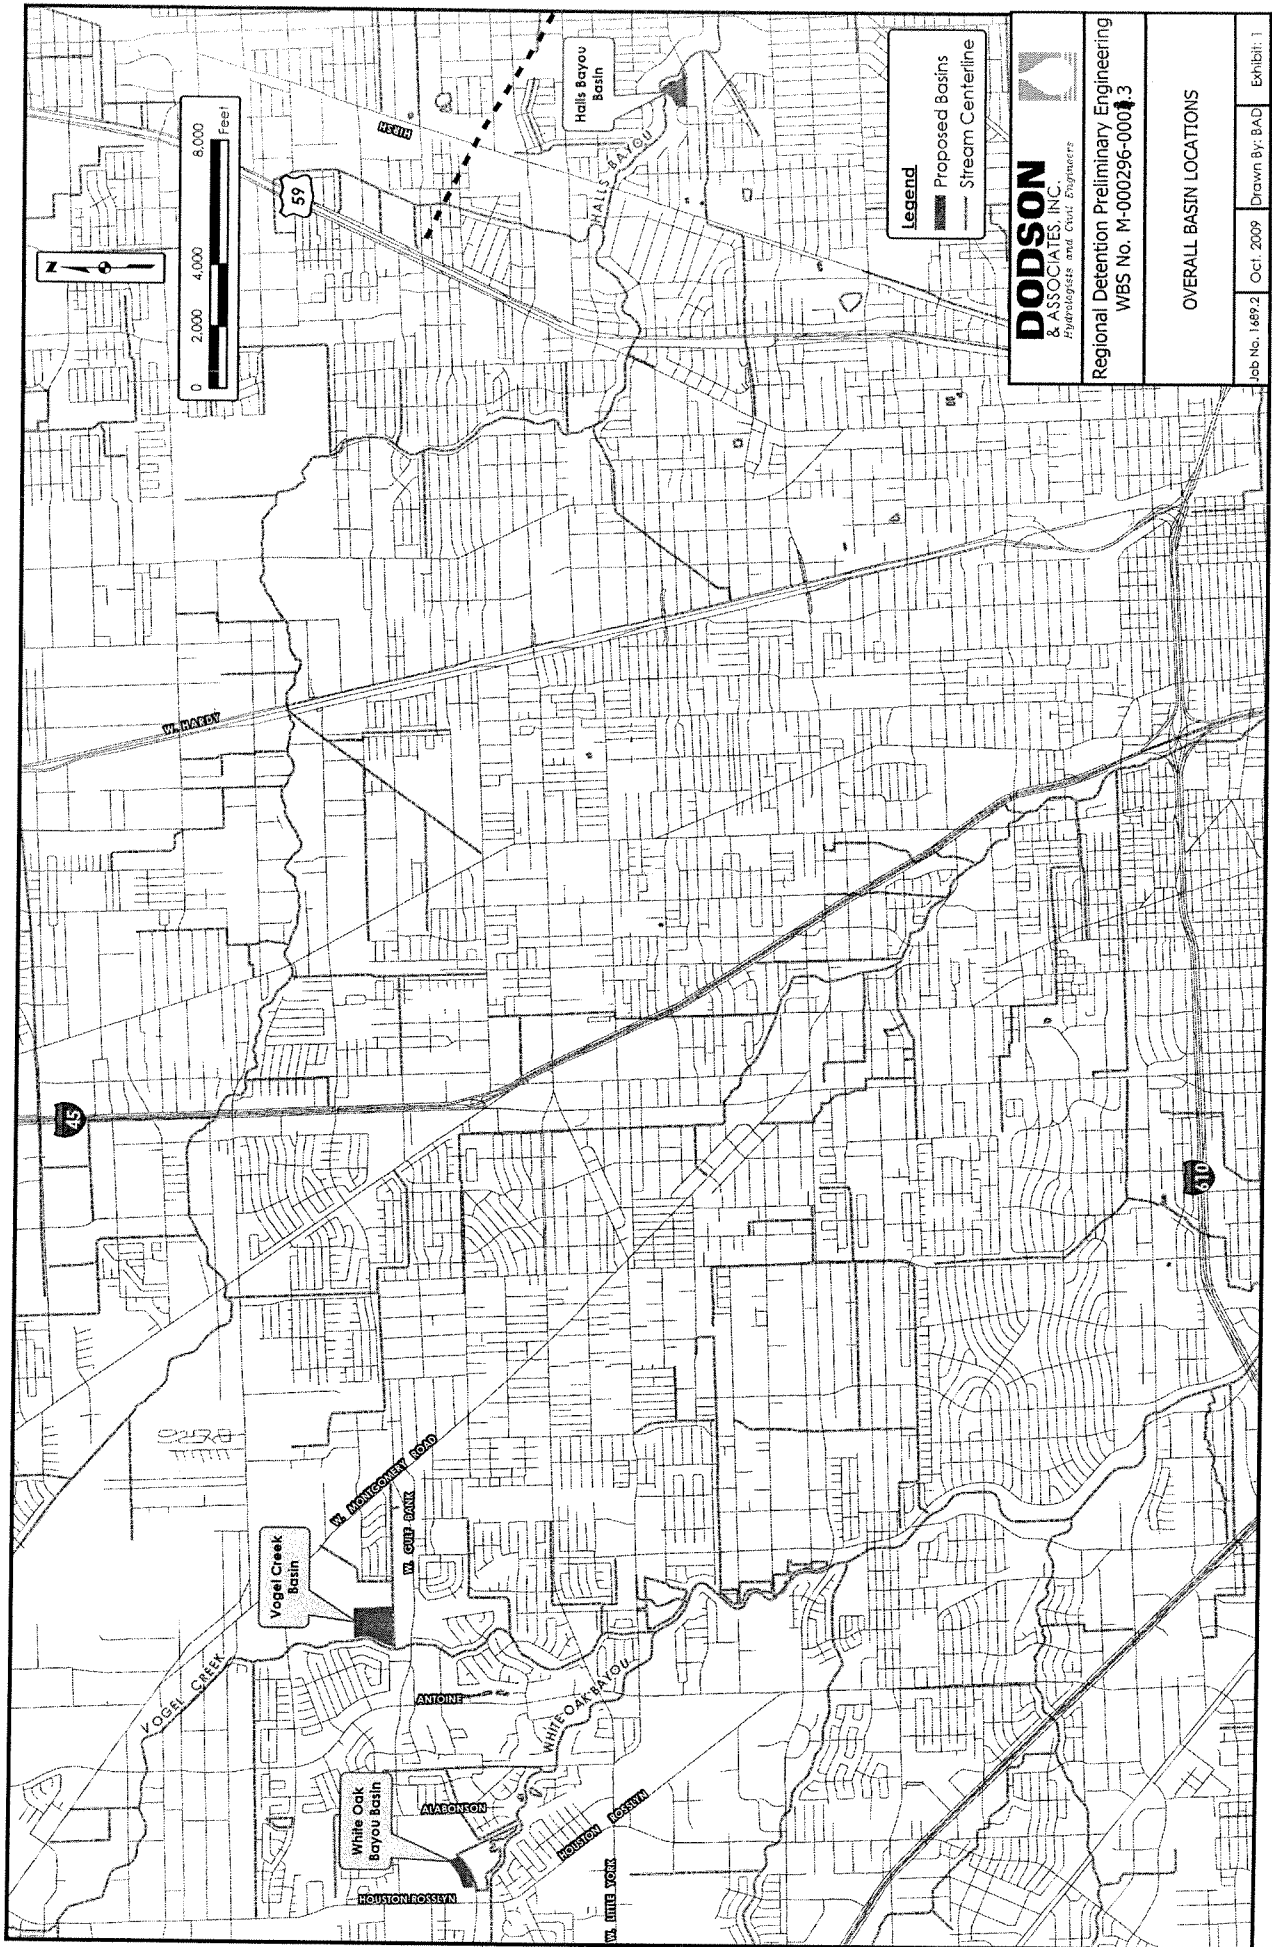 N
0 2,000 4,000 8,000
Feet
59
45
610
HIRSH
W. HARDY
Halls Bayou
Basin
HALLS BAYOU
Vogel Creek
Basin
VOGEL CREEK
W. MONTGOMERY ROAD
W. GULF BANK
ANTOINE
WHITE OAK BAYOU
White Oak
Bayou Basin
ALABONSON
HOUSTON ROSSLYN
HOUSTON ROSSLYN
W. LITTLE YORK
Legend
Proposed Basins
Stream Centerline
DODSON
& ASSOCIATES, INC.
Hydrologists and Civil Engineers
Regional Detention Preliminary Engineering
OVERALL BASIN LOCATIONS
Job No. 1689.2 Oct. 2009 Drawn By: BAD Exhibit: 1